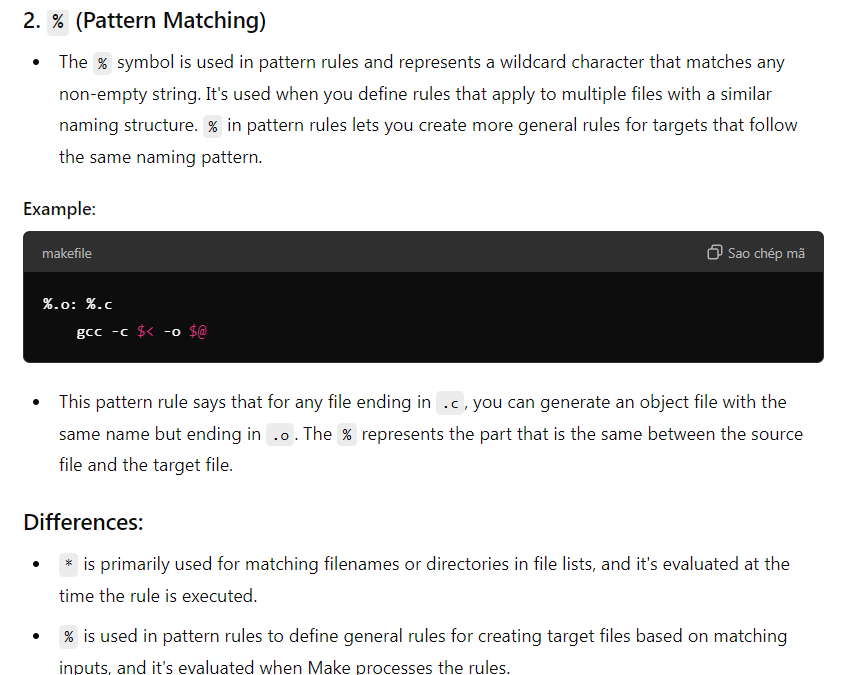 2. % (Pattern Matching)
The % symbol is used in pattern rules and represents a wildcard character that matches any
non-empty string. It's used when you define rules that apply to multiple files with a similar
naming structure. % in pattern rules lets you create more general rules for targets that follow
the same naming pattern.
Example:
makefile Sao chép mã
%.o: %.c
    gcc -c $< -o $@
This pattern rule says that for any file ending in .c, you can generate an object file with the
same name but ending in .o. The % represents the part that is the same between the source
file and the target file.
Differences:
* is primarily used for matching filenames or directories in file lists, and it's evaluated at the
time the rule is executed.
% is used in pattern rules to define general rules for creating target files based on matching
inputs, and it's evaluated when Make processes the rules.